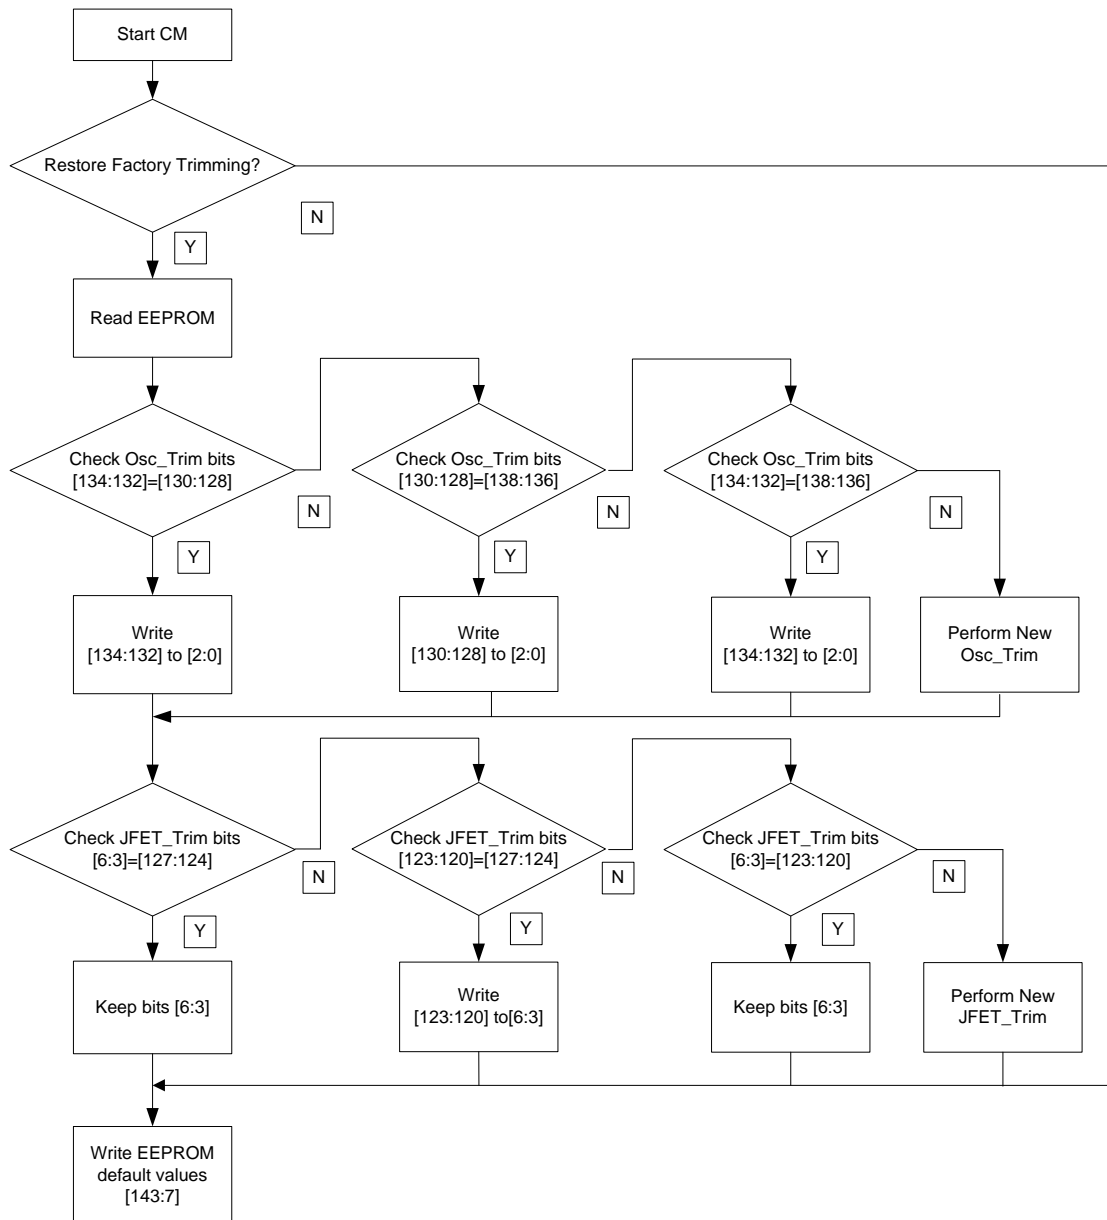 Start CM
Restore Factory Trimming?
N
Y
Read EEPROM
Check Osc_Trim bits
[134:132]=[130:128]
N
Y
Check Osc_Trim bits
[130:128]=[138:136]
N
Y
Check Osc_Trim bits
[134:132]=[138:136]
N
Y
Write
[134:132] to [2:0]
Write
[130:128] to [2:0]
Write
[134:132] to [2:0]
Perform New
Osc_Trim
Check JFET_Trim bits
[6:3]=[127:124]
N
Y
Check JFET_Trim bits
[123:120]=[127:124]
N
Y
Check JFET_Trim bits
[6:3]=[123:120]
N
Y
Keep bits [6:3]
Write
[123:120] to[6:3]
Keep bits [6:3]
Perform New
JFET_Trim
Write EEPROM
default values
[143:7]